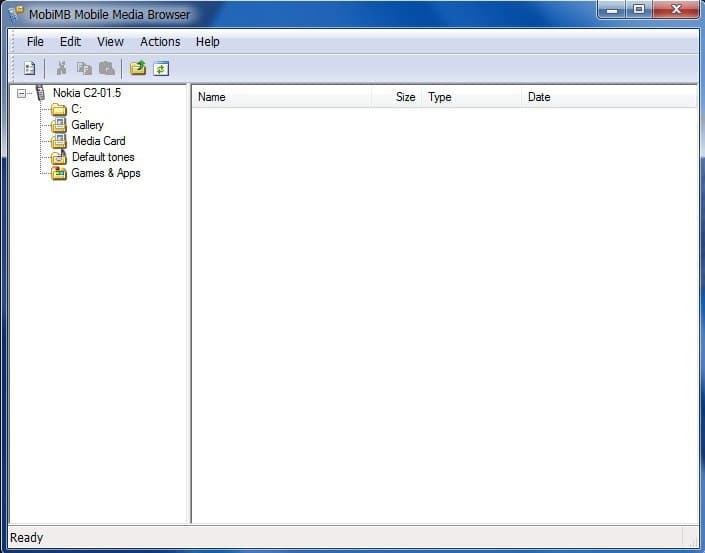 MobiMB Mobile Media Browser
File Edit View Actions Help
Nokia C2-01.5
C:
Gallery
Media Card
Default tones
Games & Apps
Name Size Type Date
Ready